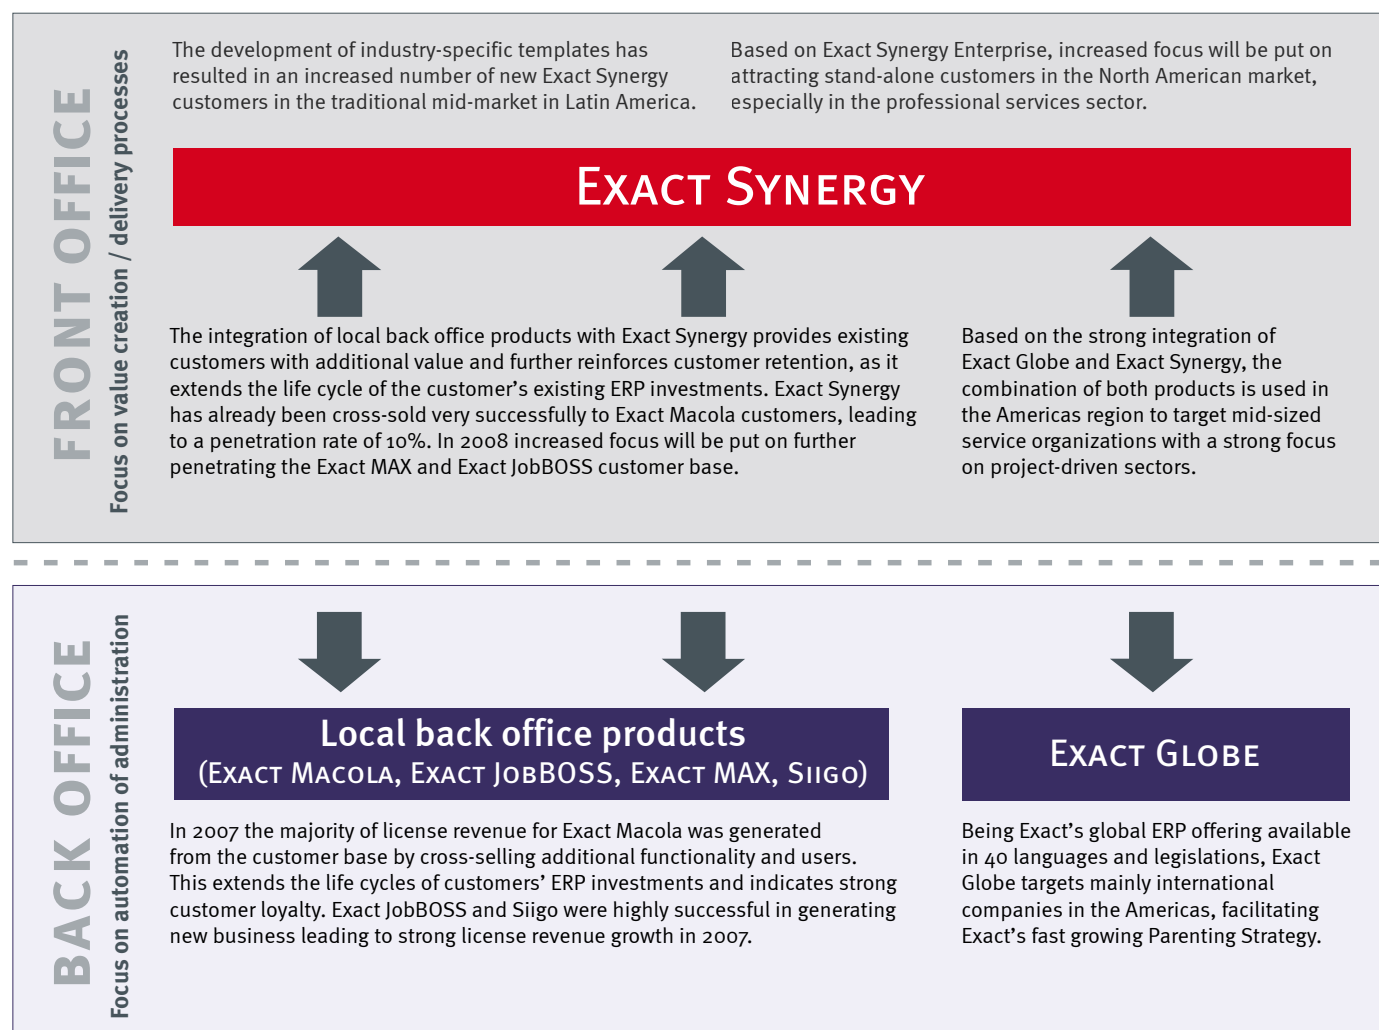 FRONT OFFICE
Focus on value creation / delivery processes
The development of industry-specific templates has
resulted in an increased number of new Exact Synergy
customers in the traditional mid-market in Latin America.
Based on Exact Synergy Enterprise, increased focus will be put on
attracting stand-alone customers in the North American market,
especially in the professional services sector.
EXACT SYNERGY
The integration of local back office products with Exact Synergy provides existing
customers with additional value and further reinforces customer retention, as it
extends the life cycle of the customer’s existing ERP investments. Exact Synergy
has already been cross-sold very successfully to Exact Macola customers, leading
to a penetration rate of 10%. In 2008 increased focus will be put on further
penetrating the Exact MAX and Exact JobBOSS customer base.
Based on the strong integration of
Exact Globe and Exact Synergy, the
combination of both products is used in
the Americas region to target mid-sized
service organizations with a strong focus
on project-driven sectors.
BACK OFFICE
Focus on automation of administration
Local back office products
(EXACT MACOLA, EXACT JOBBOSS, EXACT MAX, SIIGO)
In 2007 the majority of license revenue for Exact Macola was generated
from the customer base by cross-selling additional functionality and users.
This extends the life cycles of customers’ ERP investments and indicates strong
customer loyalty. Exact JobBOSS and Siigo were highly successful in generating
new business leading to strong license revenue growth in 2007.
EXACT GLOBE
Being Exact’s global ERP offering available
in 40 languages and legislations, Exact
Globe targets mainly international
companies in the Americas, facilitating
Exact’s fast growing Parenting Strategy.